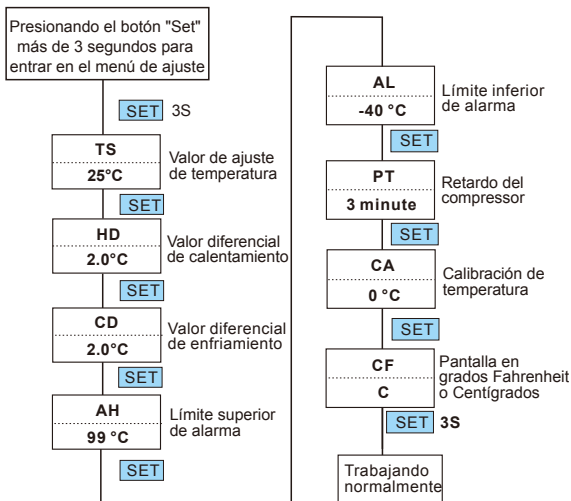 Presionando el botón "Set"
más de 3 segundos para
entrar en el menú de ajuste
SET 3S
TS
25°C
Valor de ajuste
de temperatura
SET
HD
2.0°C
Valor diferencial
de calentamiento
SET
CD
2.0°C
Valor diferencial
de enfriamiento
SET
AH
99 °C
Límite superior
de alarma
SET
AL
-40 °C
Límite inferior
de alarma
SET
PT
3 minute
Retardo del
compressor
SET
CA
0 °C
Calibración de
temperatura
SET
CF
C
Pantalla en
grados Fahrenheit
o Centígrados
SET 3S
Trabajando
normalmente